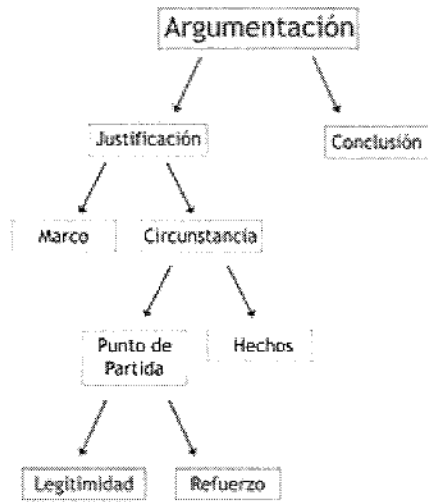 Argumentación
Justificación
Conclusión
Marco
Circunstancia
Punto de
Partida
Hechos
Legitimidad
Refuerzo